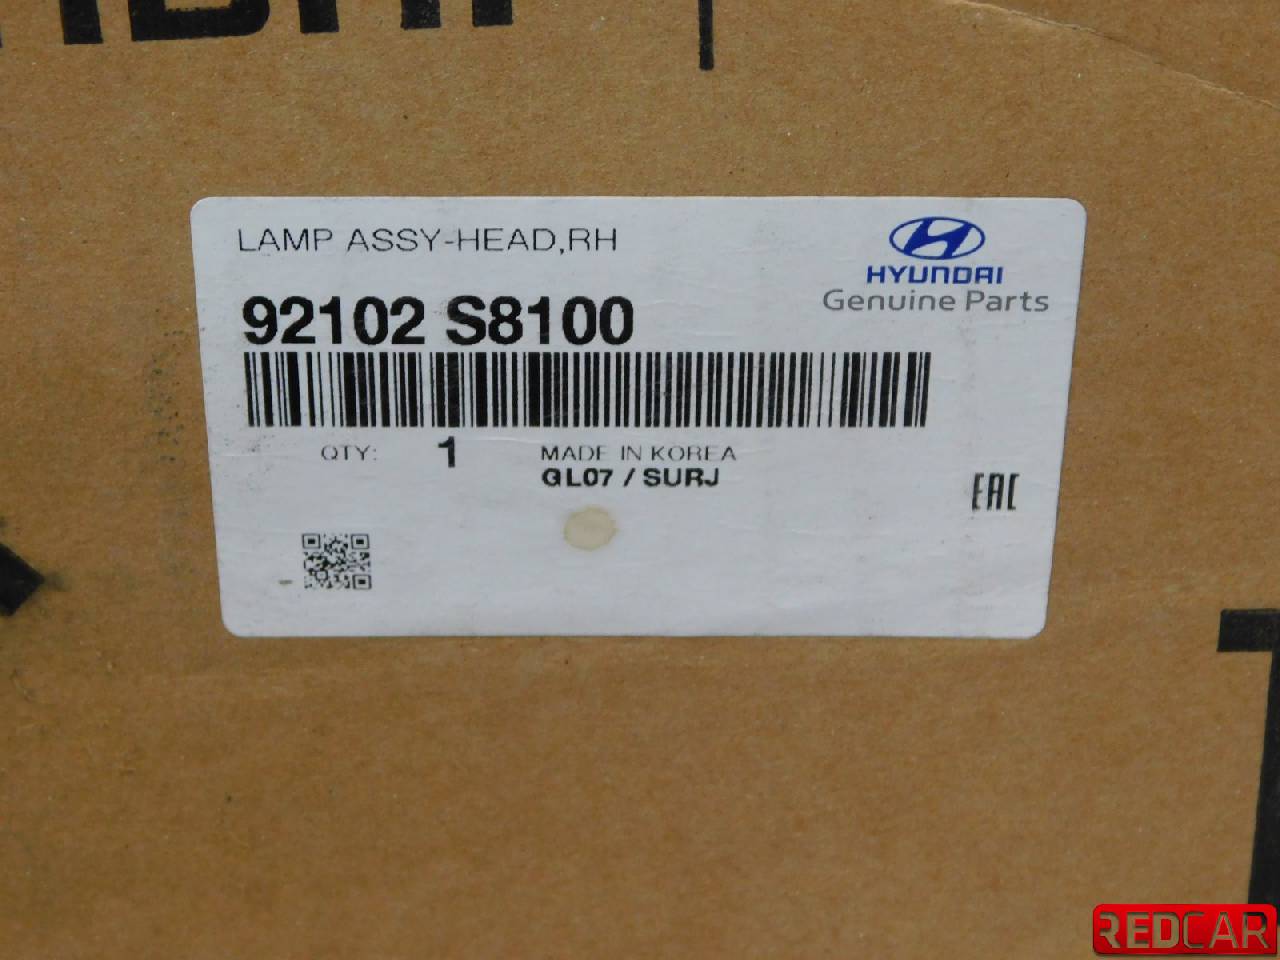 LAMP ASSY-HEAD,RH
HYUNDAI
Genuine Parts
92102 S8100
QTY: 1
MADE IN KOREA
GL07 / SURJ
EAC
REDCAR